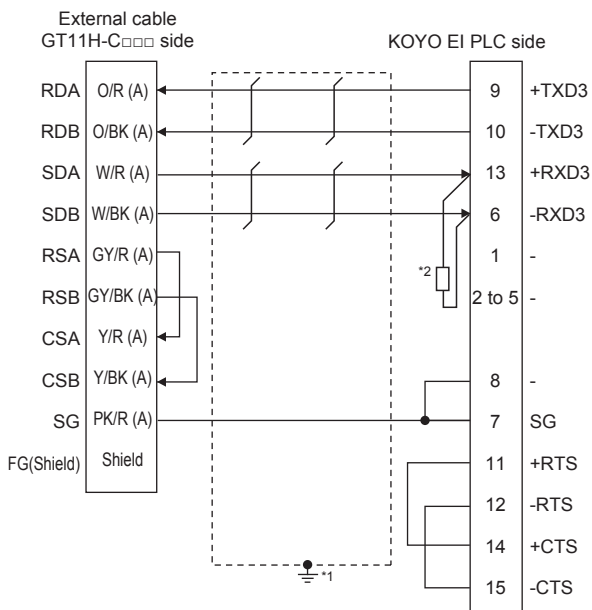 External cable
GT11H-C□□□ side
KOYO EI PLC side
RDA O/R (A) 9 +TXD3
RDB O/BK (A) 10 -TXD3
SDA W/R (A) 13 +RXD3
SDB W/BK (A) 6 -RXD3
RSA GY/R (A) 1 -
*2
RSB GY/BK (A) 2 to 5 -
CSA Y/R (A)
CSB Y/BK (A) 8 -
SG PK/R (A) 7 SG
FG(Shield) Shield 11 +RTS
12 -RTS
14 +CTS
*1
15 -CTS